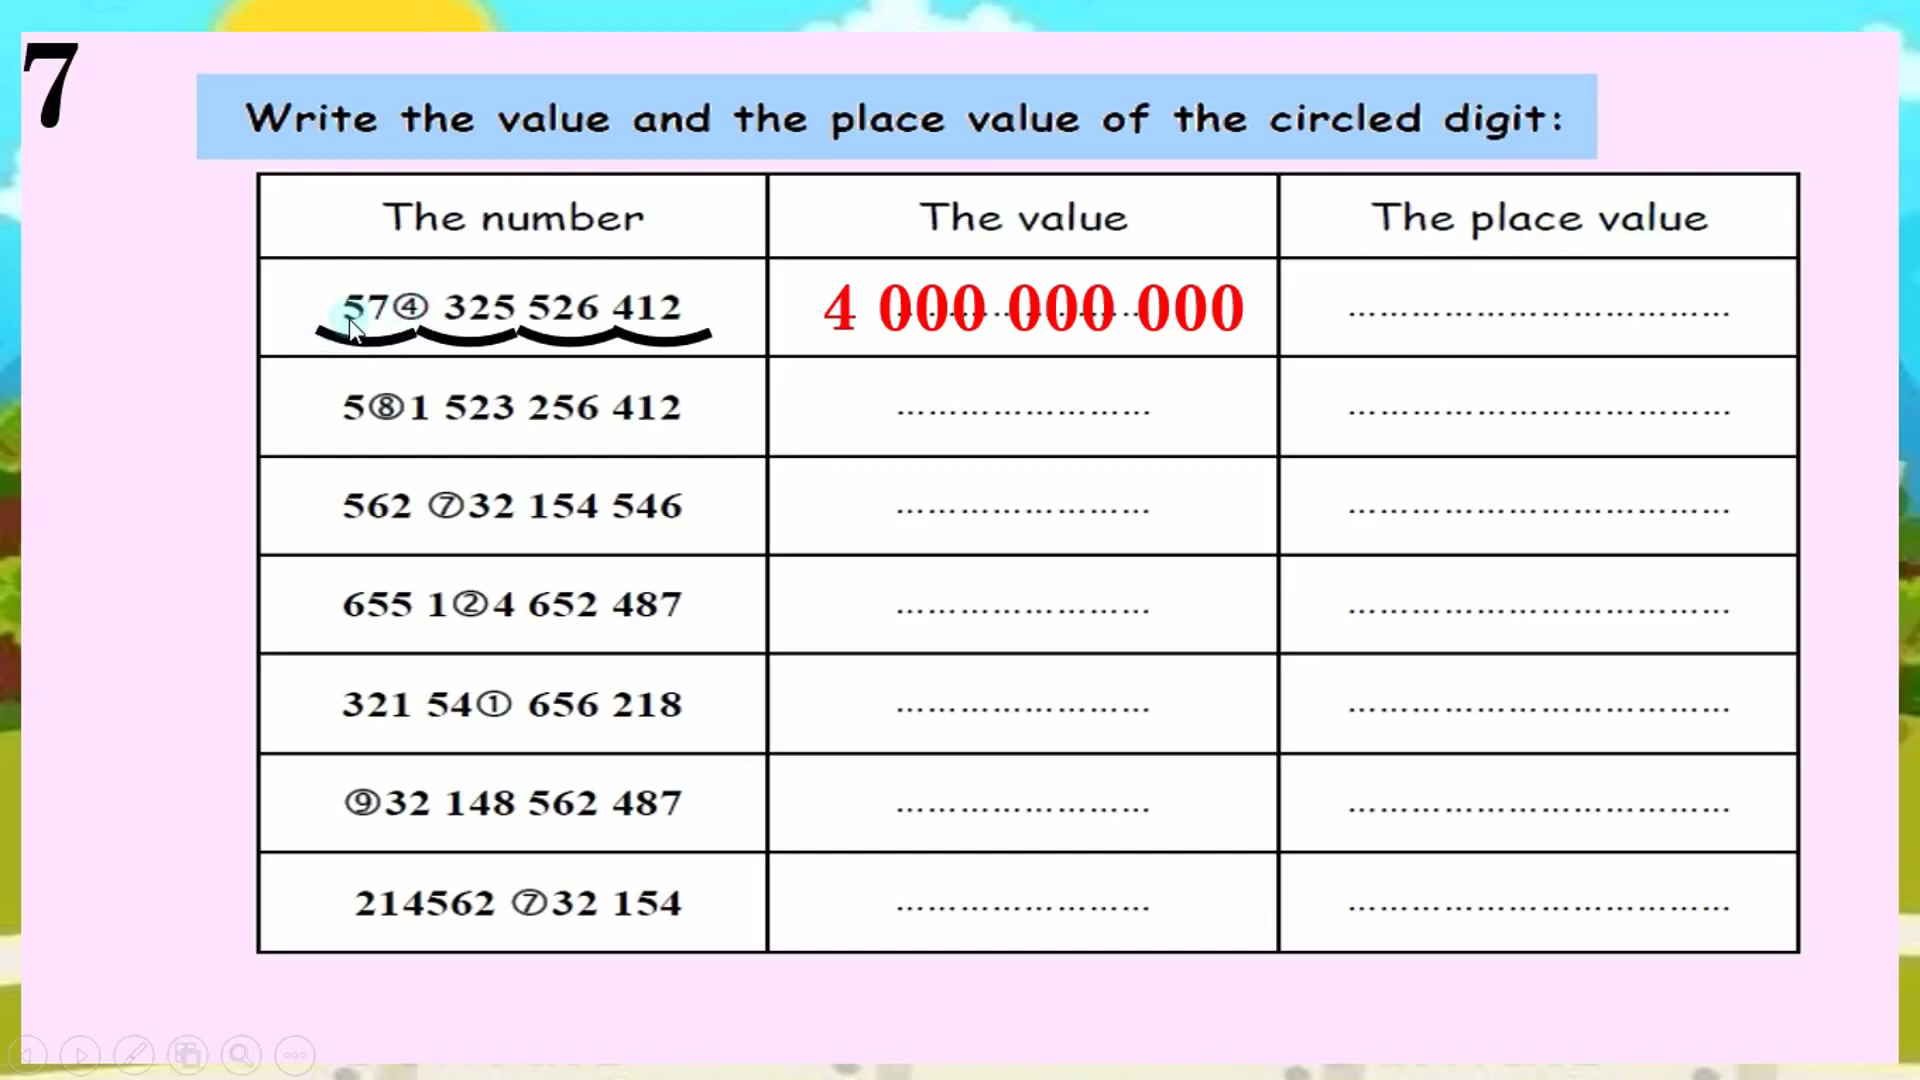 7
Write the value and the place value of the circled digit:
The number The value The place value
57④ 325 526 412 4 000 000 000 ....................................
5⑧1 523 256 412 ........................ ....................................
562 ⑦32 154 546 ........................ ....................................
655 1②4 652 487 ........................ ....................................
321 54① 656 218 ........................ ....................................
⑨32 148 562 487 ........................ ....................................
214562 ⑦32 154 ........................ ....................................